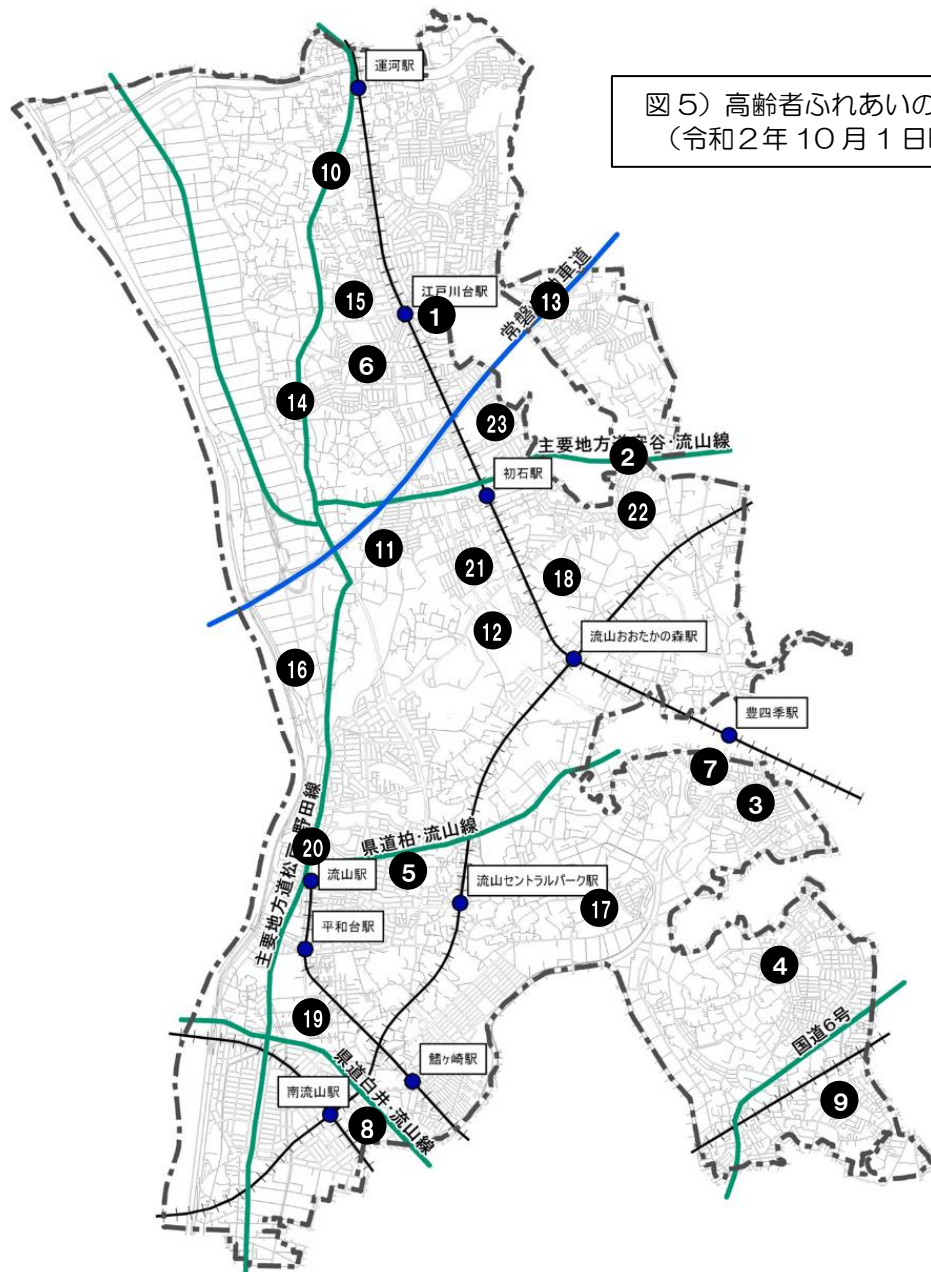 図5）高齢者ふれあいの
（令和2年10月1日
運河駅
10
江戸川台駅
15
1
常磐
車道
13
6
14
23
主要地方道
谷・流山線
2
初石駅
22
11
21
18
12
流山おおたかの森駅
16
豊四季駅
7
3
主要地方道松戸
野田線
20
県道柏・流山線
5
流山駅
流山セントラルパーク駅
17
平和台駅
4
19
国道6号
県道白井・流山線
鰭ヶ崎駅
9
南流山駅
8